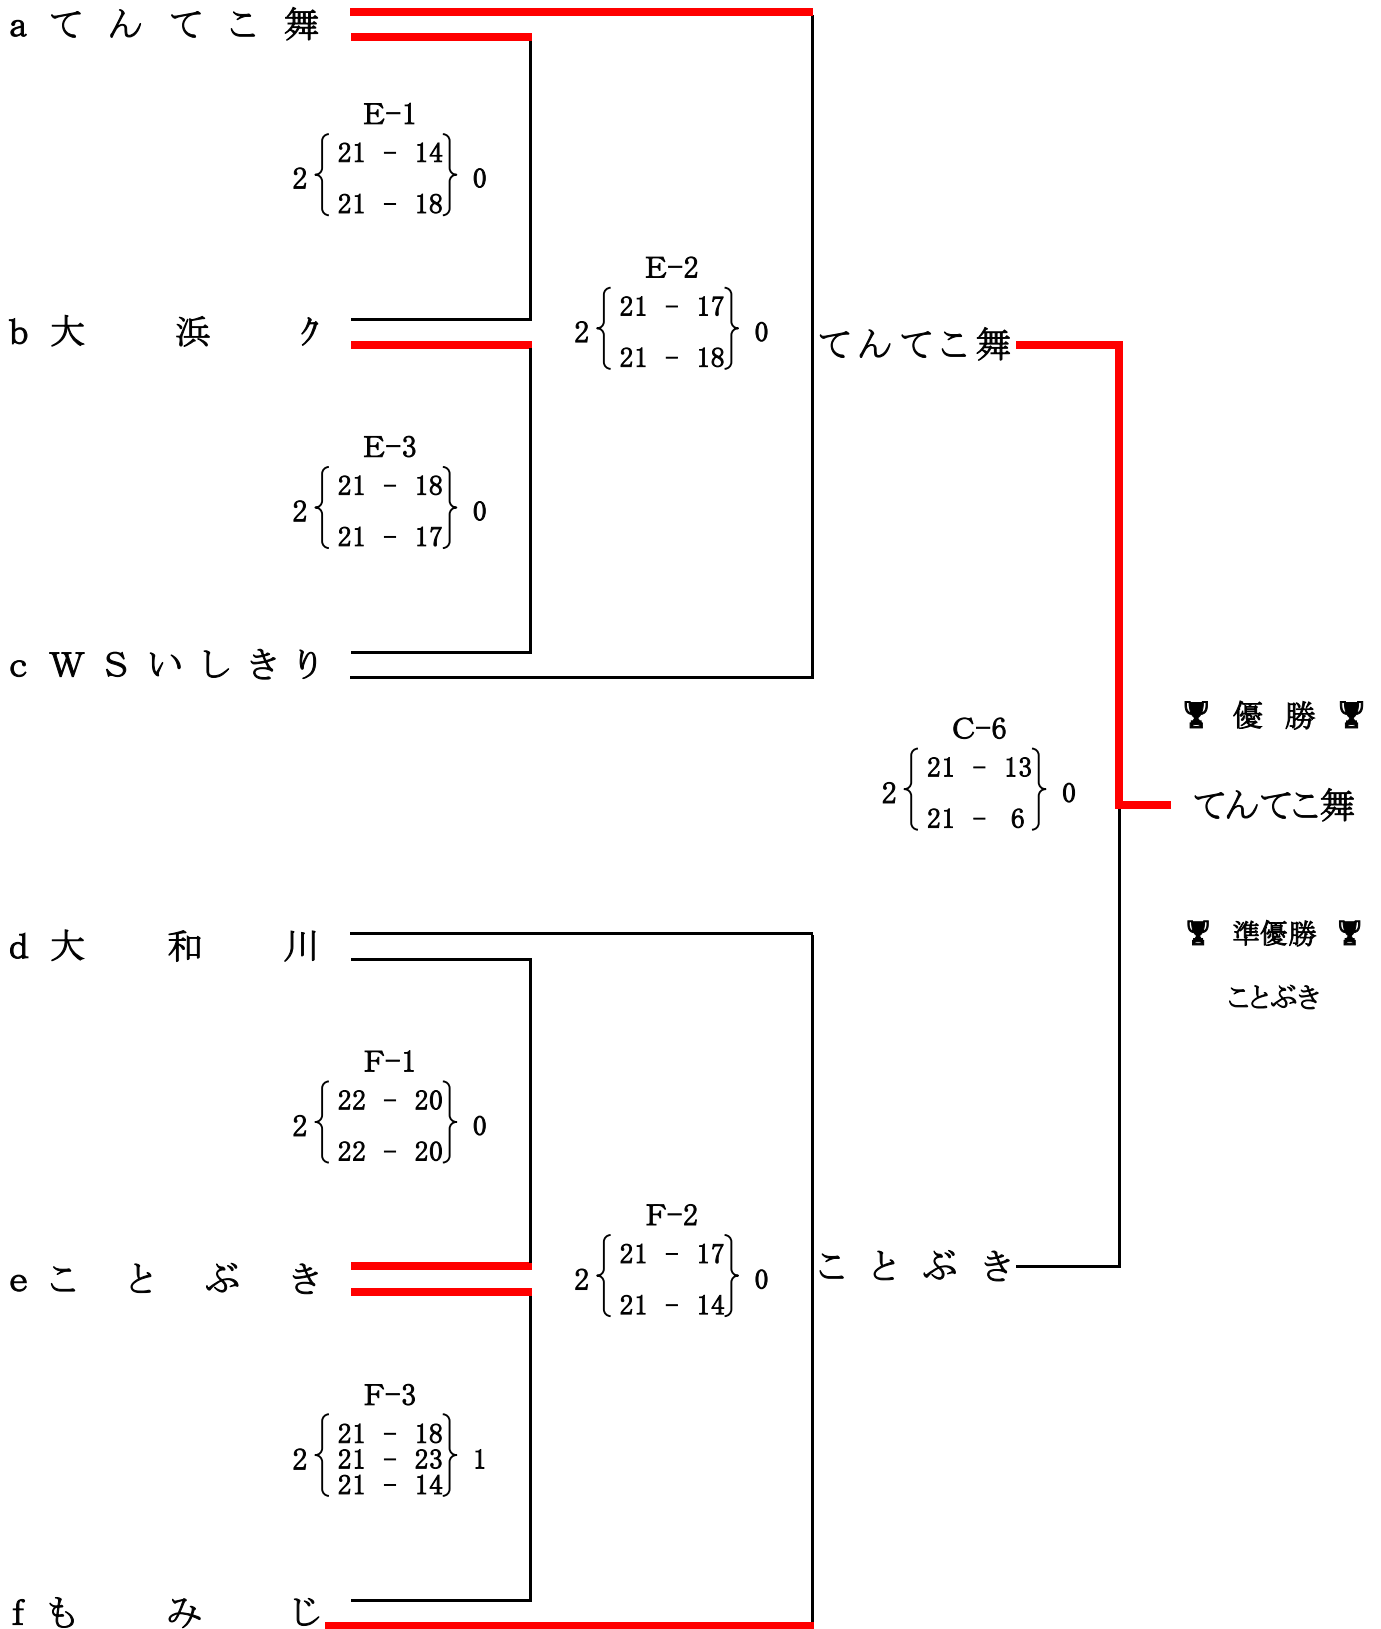 a てんてこ舞
E-1
2 { 21 - 14 } 0
21 - 18
E-2
2 { 21 - 17 } 0
21 - 18
b 大浜ク
てんてこ舞
E-3
2 { 21 - 18 } 0
21 - 17
c WSいしきり
C-6
2 { 21 - 13 } 0
21 - 6
🏆 優勝 🏆
てんてこ舞
🏆 準優勝 🏆
ことぶき
d 大和川
F-1
2 { 22 - 20 } 0
22 - 20
F-2
2 { 21 - 17 } 0
21 - 14
e ことぶき
ことぶき
F-3
2 { 21 - 18 } 1
21 - 23
21 - 14
f もみじ